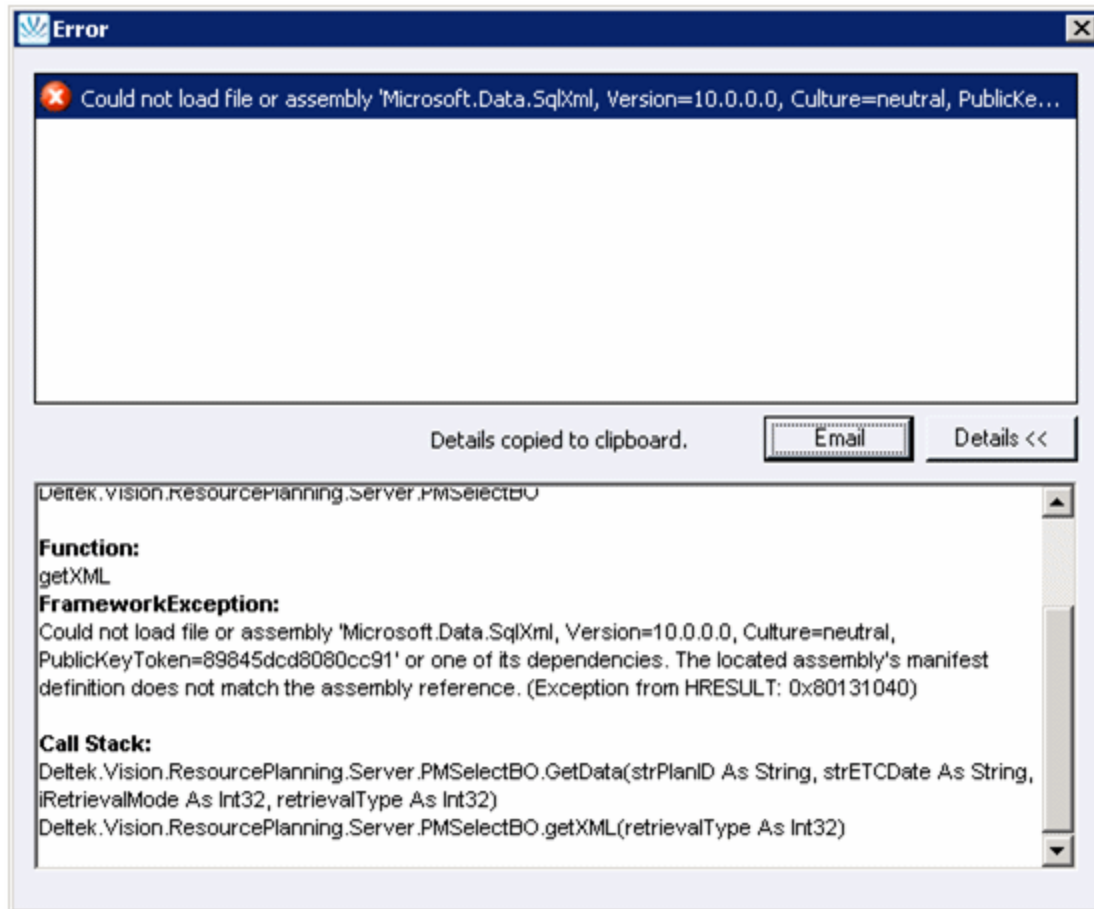 Error
Could not load file or assembly 'Microsoft.Data.SqlXml, Version=10.0.0.0, Culture=neutral, PublicKe...
Details copied to clipboard.
Email
Details <<
Deltek.Vision.ResourcePlanning.Server.PMSelectBO
Function:
getXML
FrameworkException:
Could not load file or assembly 'Microsoft.Data.SqlXml, Version=10.0.0.0, Culture=neutral,
PublicKeyToken=89845dcd8080cc91' or one of its dependencies. The located assembly's manifest
definition does not match the assembly reference. (Exception from HRESULT: 0x80131040)
Call Stack:
Deltek.Vision.ResourcePlanning.Server.PMSelectBO.GetData(strPlanID As String, strETCDate As String,
iRetrievalMode As Int32, retrievalType As Int32)
Deltek.Vision.ResourcePlanning.Server.PMSelectBO.getXML(retrievalType As Int32)